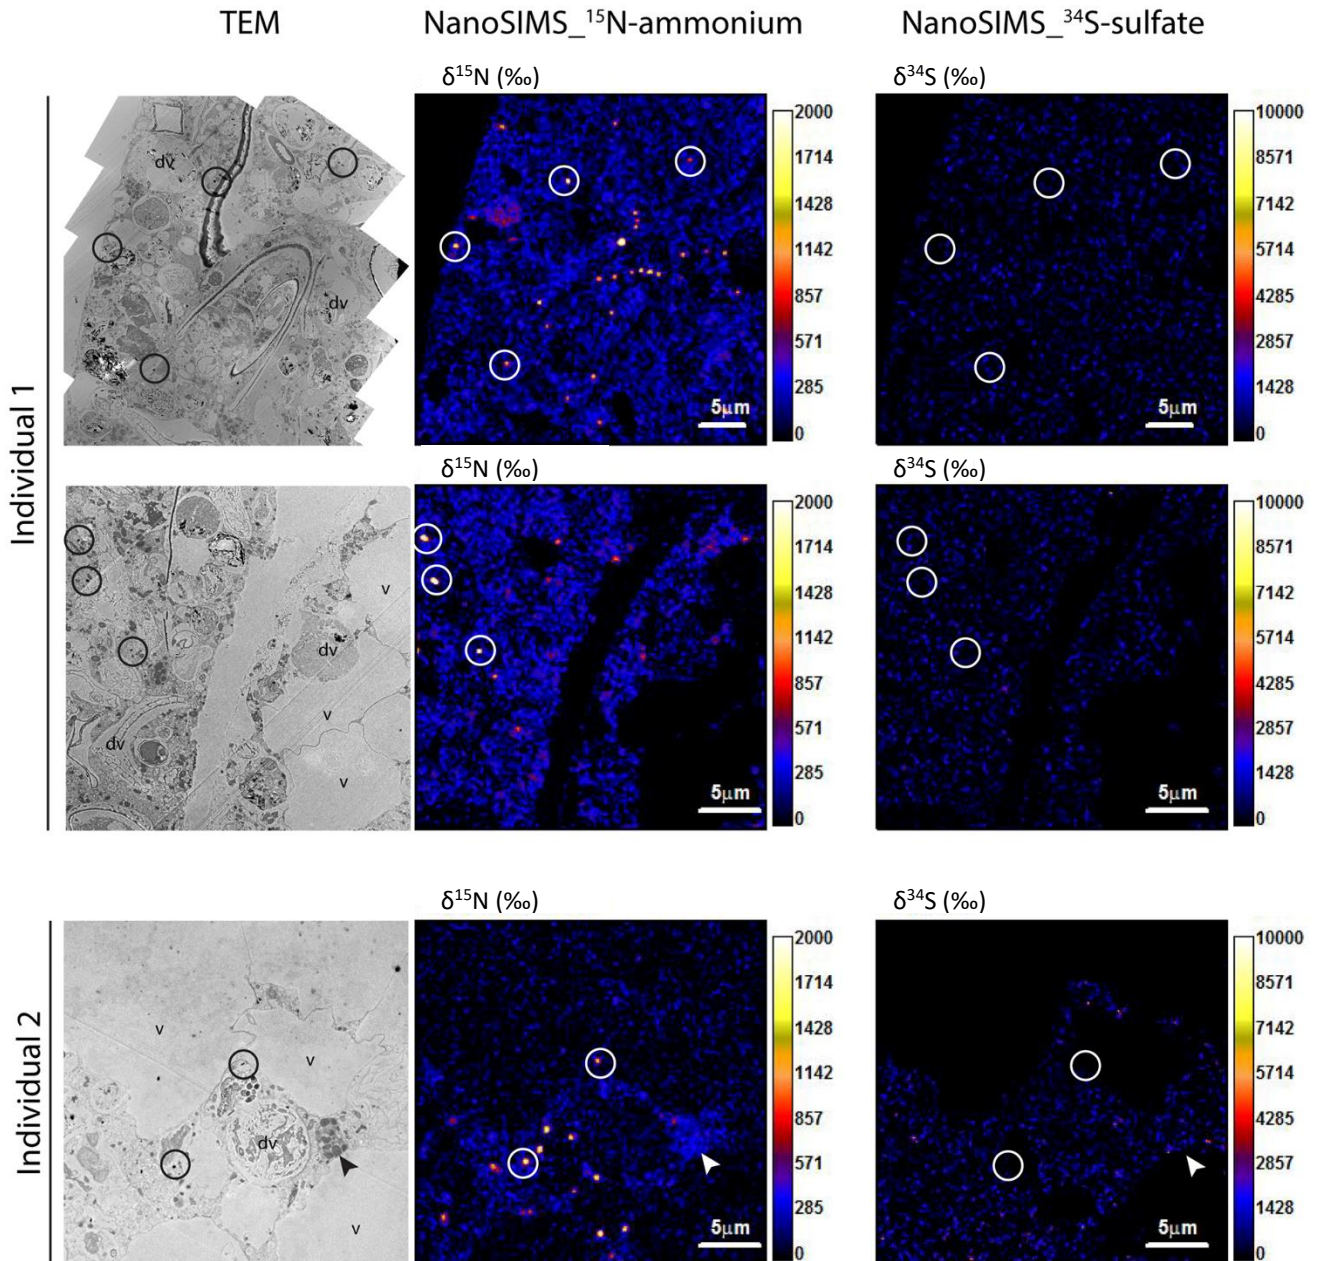 TEM NanoSIMS_¹⁵N-ammonium NanoSIMS_³⁴S-sulfate
Individual 1
δ¹⁵N (‰) δ³⁴S (‰)
dv
dv
5µm
2000
1714
1428
1142
857
571
285
0
5µm
10000
8571
7142
5714
4285
2857
1428
0
δ¹⁵N (‰) δ³⁴S (‰)
v
dv
v
dv
v
5µm
2000
1714
1428
1142
857
571
285
0
5µm
10000
8571
7142
5714
4285
2857
1428
0
Individual 2
δ¹⁵N (‰) δ³⁴S (‰)
v
v
dv
v
5µm
2000
1714
1428
1142
857
571
285
0
5µm
10000
8571
7142
5714
4285
2857
1428
0